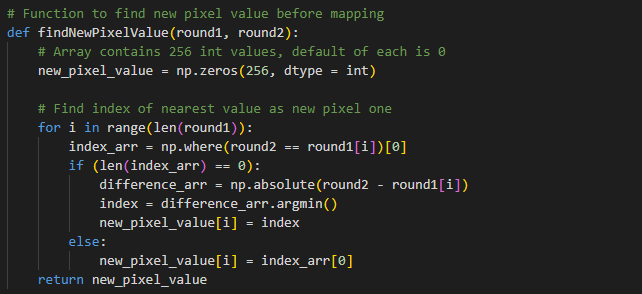 # Function to find new pixel value before mapping
def findNewPixelValue(round1, round2):
    # Array contains 256 int values, default of each is 0
    new_pixel_value = np.zeros(256, dtype = int)

    # Find index of nearest value as new pixel one
    for i in range(len(round1)):
        index_arr = np.where(round2 == round1[i])[0]
        if (len(index_arr) == 0):
            difference_arr = np.absolute(round2 - round1[i])
            index = difference_arr.argmin()
            new_pixel_value[i] = index
        else:
            new_pixel_value[i] = index_arr[0]
    return new_pixel_value